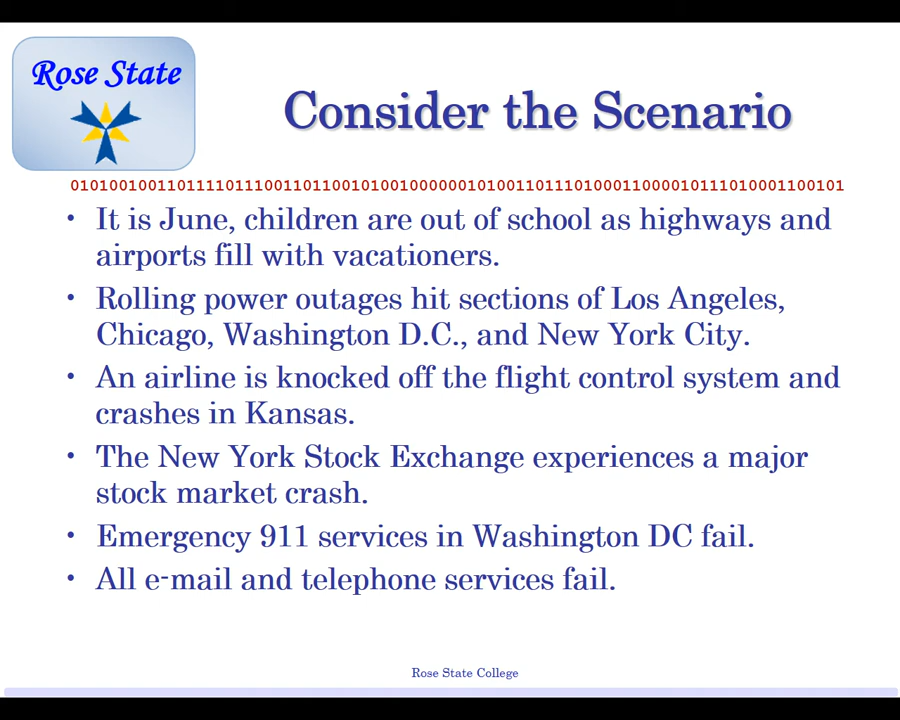 Rose State
Consider the Scenario
01010010011011110111001101100101001000000101001101110100011000010111010001100101
• It is June, children are out of school as highways and
airports fill with vacationers.
• Rolling power outages hit sections of Los Angeles,
Chicago, Washington D.C., and New York City.
• An airline is knocked off the flight control system and
crashes in Kansas.
• The New York Stock Exchange experiences a major
stock market crash.
• Emergency 911 services in Washington DC fail.
• All e-mail and telephone services fail.
Rose State College